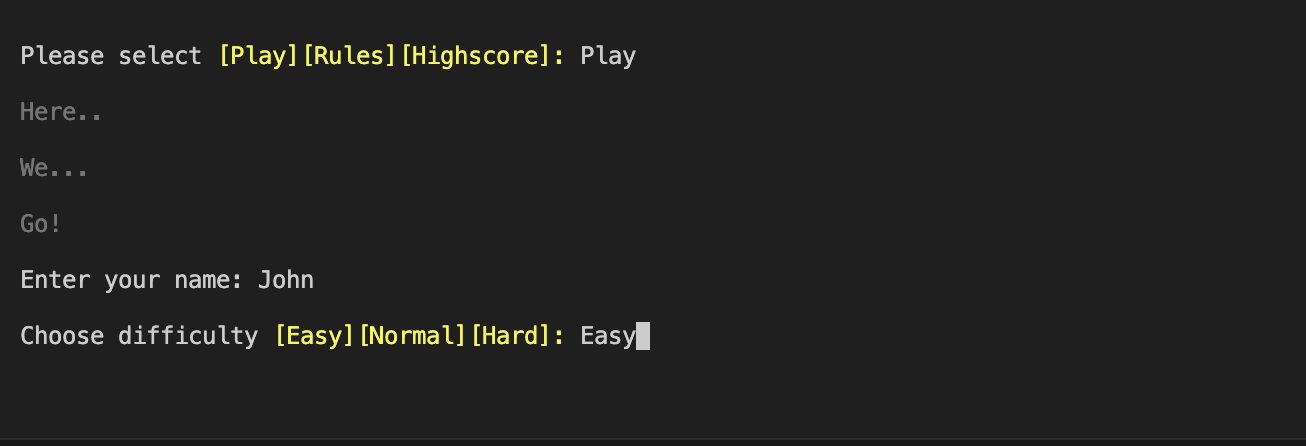 Please select [Play][Rules][Highscore]: Play
Here..
We...
Go!
Enter your name: John
Choose difficulty [Easy][Normal][Hard]: Easy